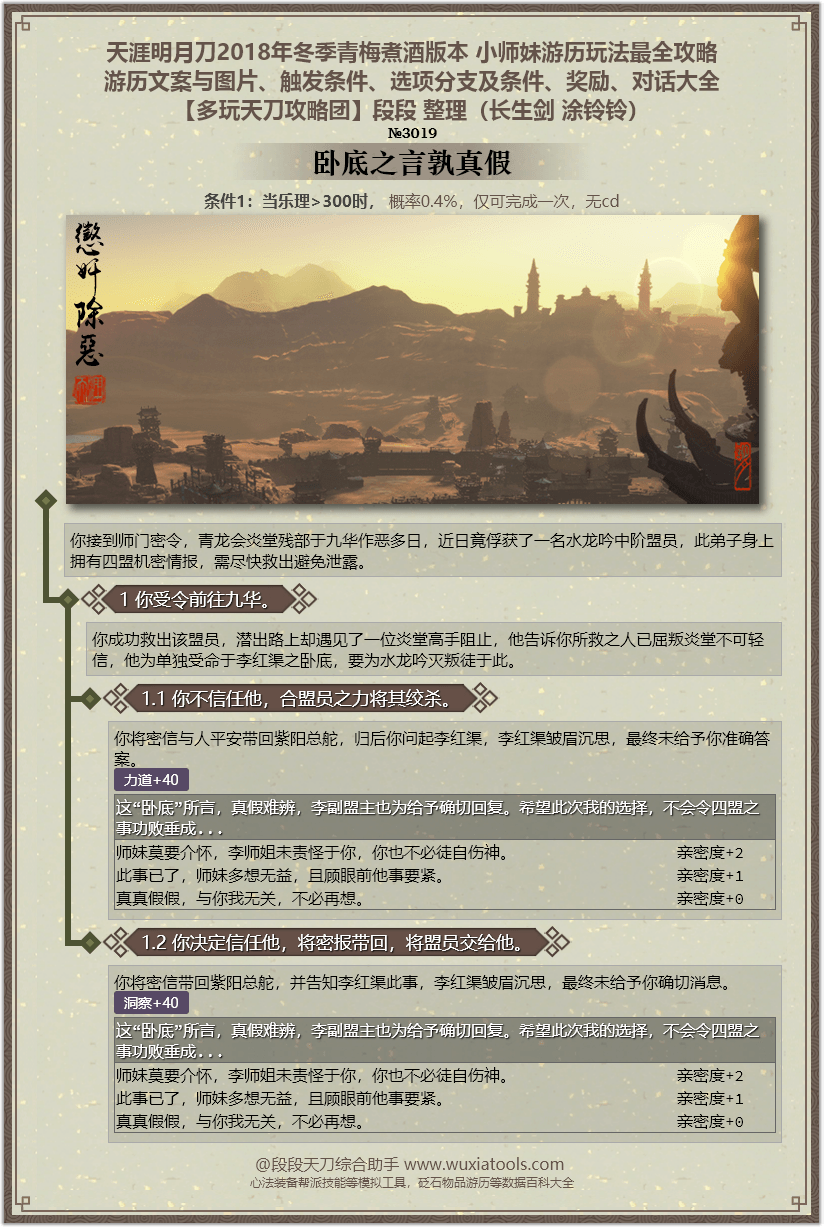 天涯明月刀2018年冬季青梅煮酒版本 小师妹游历玩法最全攻略
游历文案与图片、触发条件、选项分支及条件、奖励、对话大全
【多玩天刀攻略团】段段 整理（长生剑 涂铃铃）
№3019
卧底之言孰真假
条件1：当乐理>300时， 概率0.4%，仅可完成一次，无cd
懲奸除惡
你接到师门密令，青龙会炎堂残部于九华作恶多日，近日竟俘获了一名水龙吟中阶盟员，此弟子身上
拥有四盟机密情报，需尽快救出避免泄露。
1 你受令前往九华。
你成功救出该盟员，潜出路上却遇见了一位炎堂高手阻止，他告诉你所救之人已屈叛炎堂不可轻
信，他为单独受命于李红渠之卧底，要为水龙吟灭叛徒于此。
1.1 你不信任他，合盟员之力将其绞杀。
你将密信与人平安带回紫阳总舵，归后你问起李红渠，李红渠皱眉沉思，最终未给予你准确答
案。
力道+40
这“卧底”所言，真假难辨，李副盟主也为给予确切回复。希望此次我的选择，不会令四盟之
事功败垂成...
师妹莫要介怀，李师姐未责怪于你，你也不必徒自伤神。 亲密度+2
此事已了，师妹多想无益，且顾眼前他事要紧。 亲密度+1
真真假假，与你我无关，不必再想。 亲密度+0
1.2 你决定信任他，将密报带回，将盟员交给他。
你将密信带回紫阳总舵，并告知李红渠此事，李红渠皱眉沉思，最终未给予你确切消息。
洞察+40
这“卧底”所言，真假难辨，李副盟主也为给予确切回复。希望此次我的选择，不会令四盟之
事功败垂成...
师妹莫要介怀，李师姐未责怪于你，你也不必徒自伤神。 亲密度+2
此事已了，师妹多想无益，且顾眼前他事要紧。 亲密度+1
真真假假，与你我无关，不必再想。 亲密度+0
@段段天刀综合助手 www.wuxiatools.com
心法装备帮派技能等模拟工具，砭石物品游历等数据百科大全